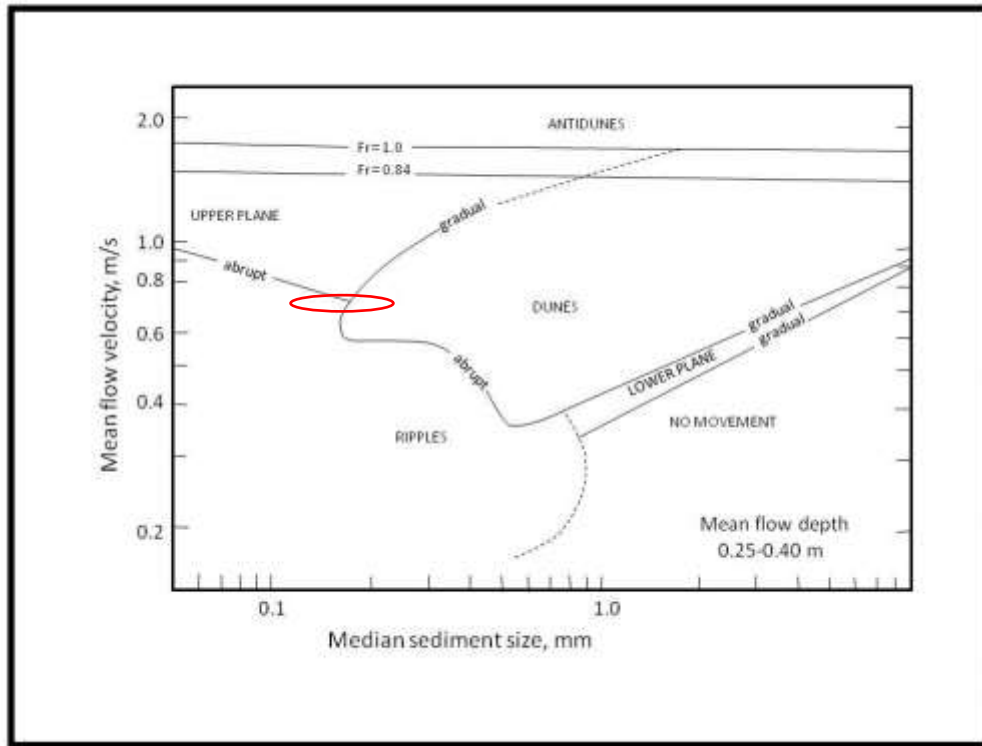 2.0
ANTIDUNES
Fr=1.0
Fr=0.84
UPPER PLANE
gradual
1.0
abrupt
0.8
DUNES
gradual
gradual
0.6
abrupt
LOWER PLANE
0.4
RIPPLES
NO MOVEMENT
0.2
Mean flow depth
0.25-0.40 m
Mean flow velocity, m/s
0.1
1.0
Median sediment size, mm